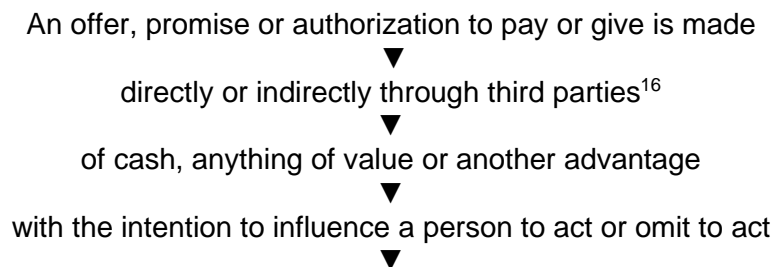 An offer, promise or authorization to pay or give is made
▼
directly or indirectly through third parties16
▼
of cash, anything of value or another advantage
▼
with the intention to influence a person to act or omit to act
▼